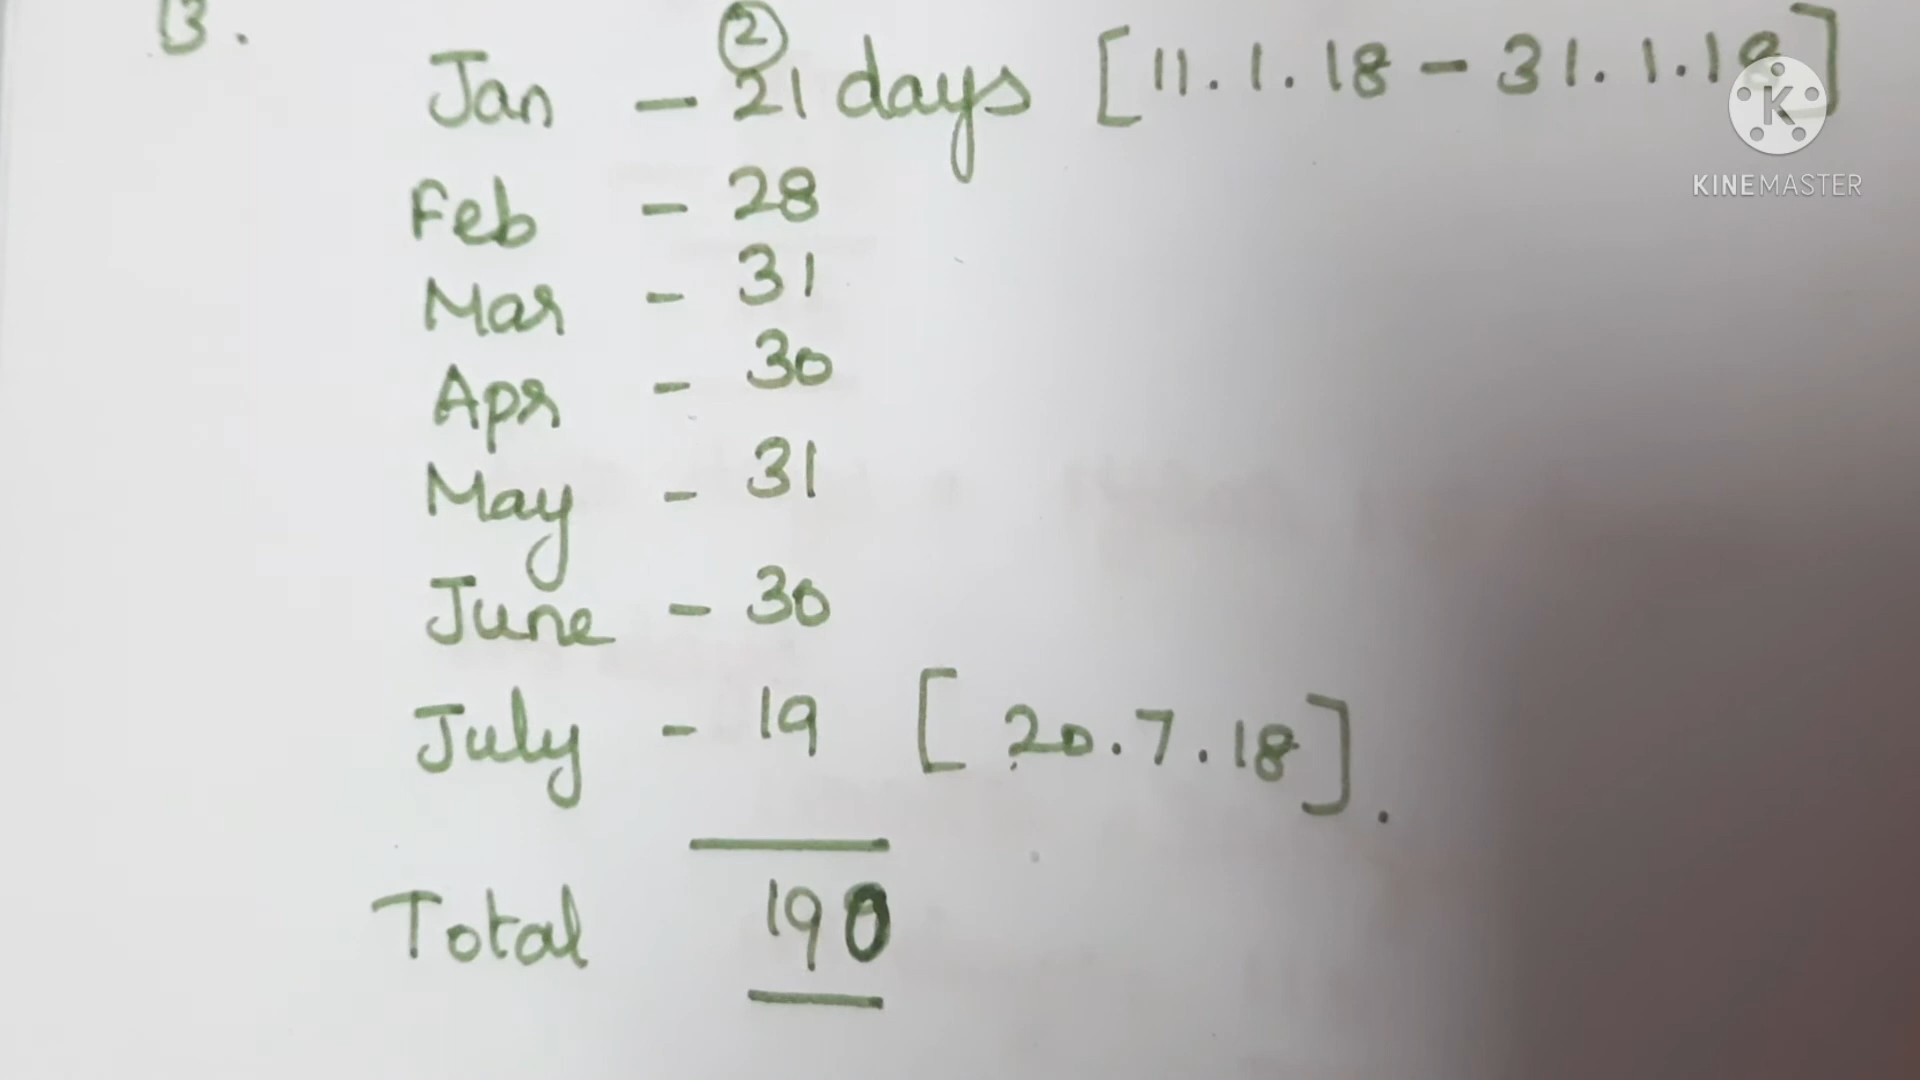 B.
②
Jan - 21 days [11.1.18 - 31.1.18]
Feb - 28
Mar - 31
Apr - 30
May - 31
June - 30
July - 19 [20.7.18].
Total 190
K
KINEMASTER